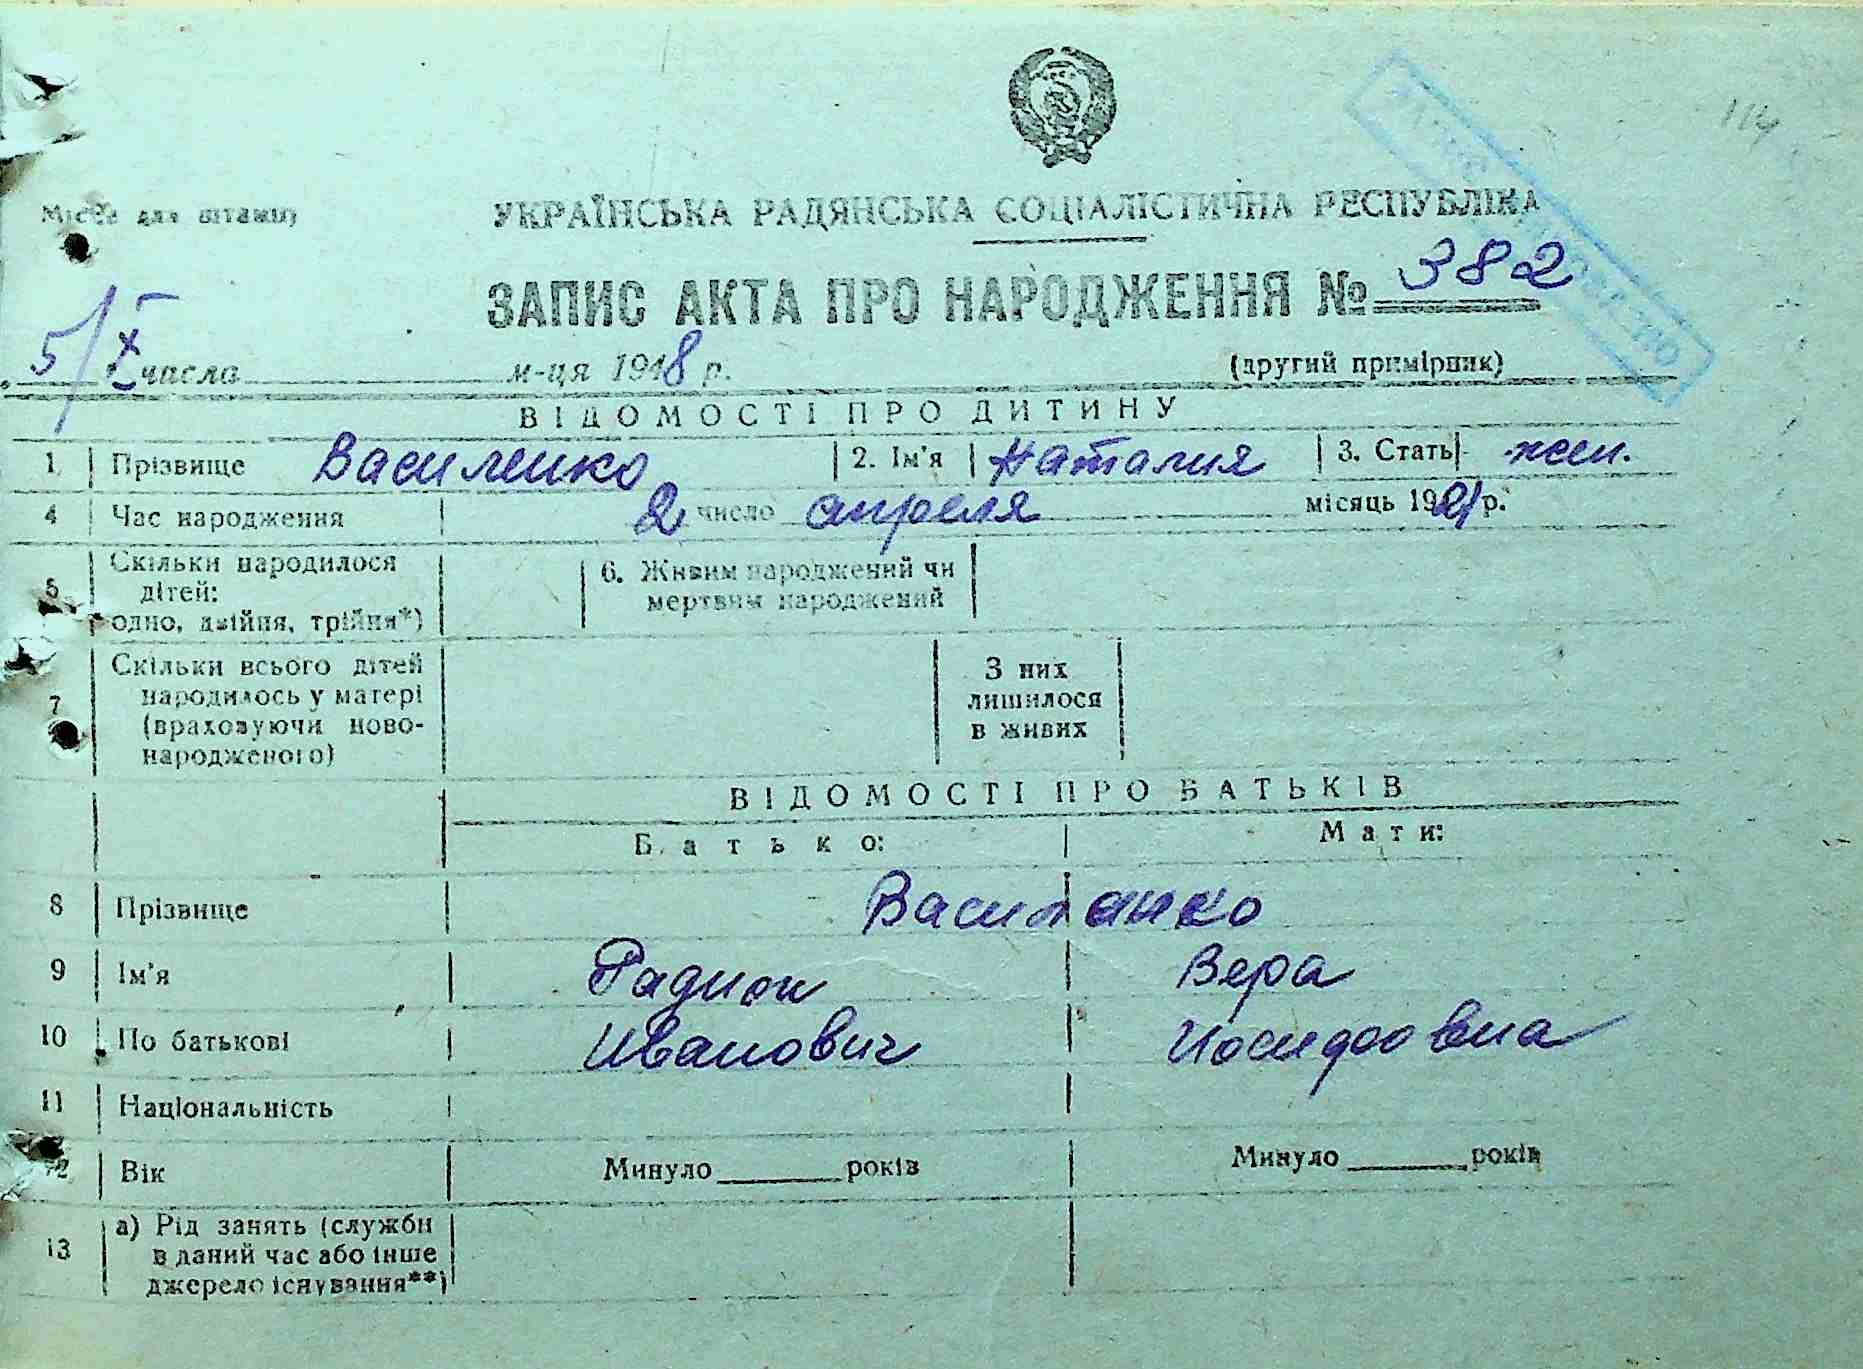 114
Місце для штампу
УКРАЇНСЬКА РАДЯНСЬКА СОЦІАЛІСТИЧНА РЕСПУБЛІКА
ЗАПИС АКТА ПРО НАРОДЖЕННЯ № 382
5/X числа м-ця 1948 р. (другий примірник)
ВІДОМОСТІ ПРО ДИТИНУ
1 Прізвище Василенко 2. Ім'я Наталия 3. Стать жен.
4 Час народження 2 число апреля місяць 1921 р.
5 Скільки народилося дітей: одно, двійня, трійня*) 6. Живим народжений чи мертвим народжений
7 Скільки всього дітей народилось у матері (враховуючи новонародженого) З них лишилося в живих
ВІДОМОСТІ ПРО БАТЬКІВ
Батько: Мати:
8 Прізвище Василенко
9 Ім'я Радион Вера
10 По батькові Иванович Иосифовна
11 Національність
12 Вік Минуло років Минуло років
13 а) Рід занять (служби в даний час або інше джерело існування**)